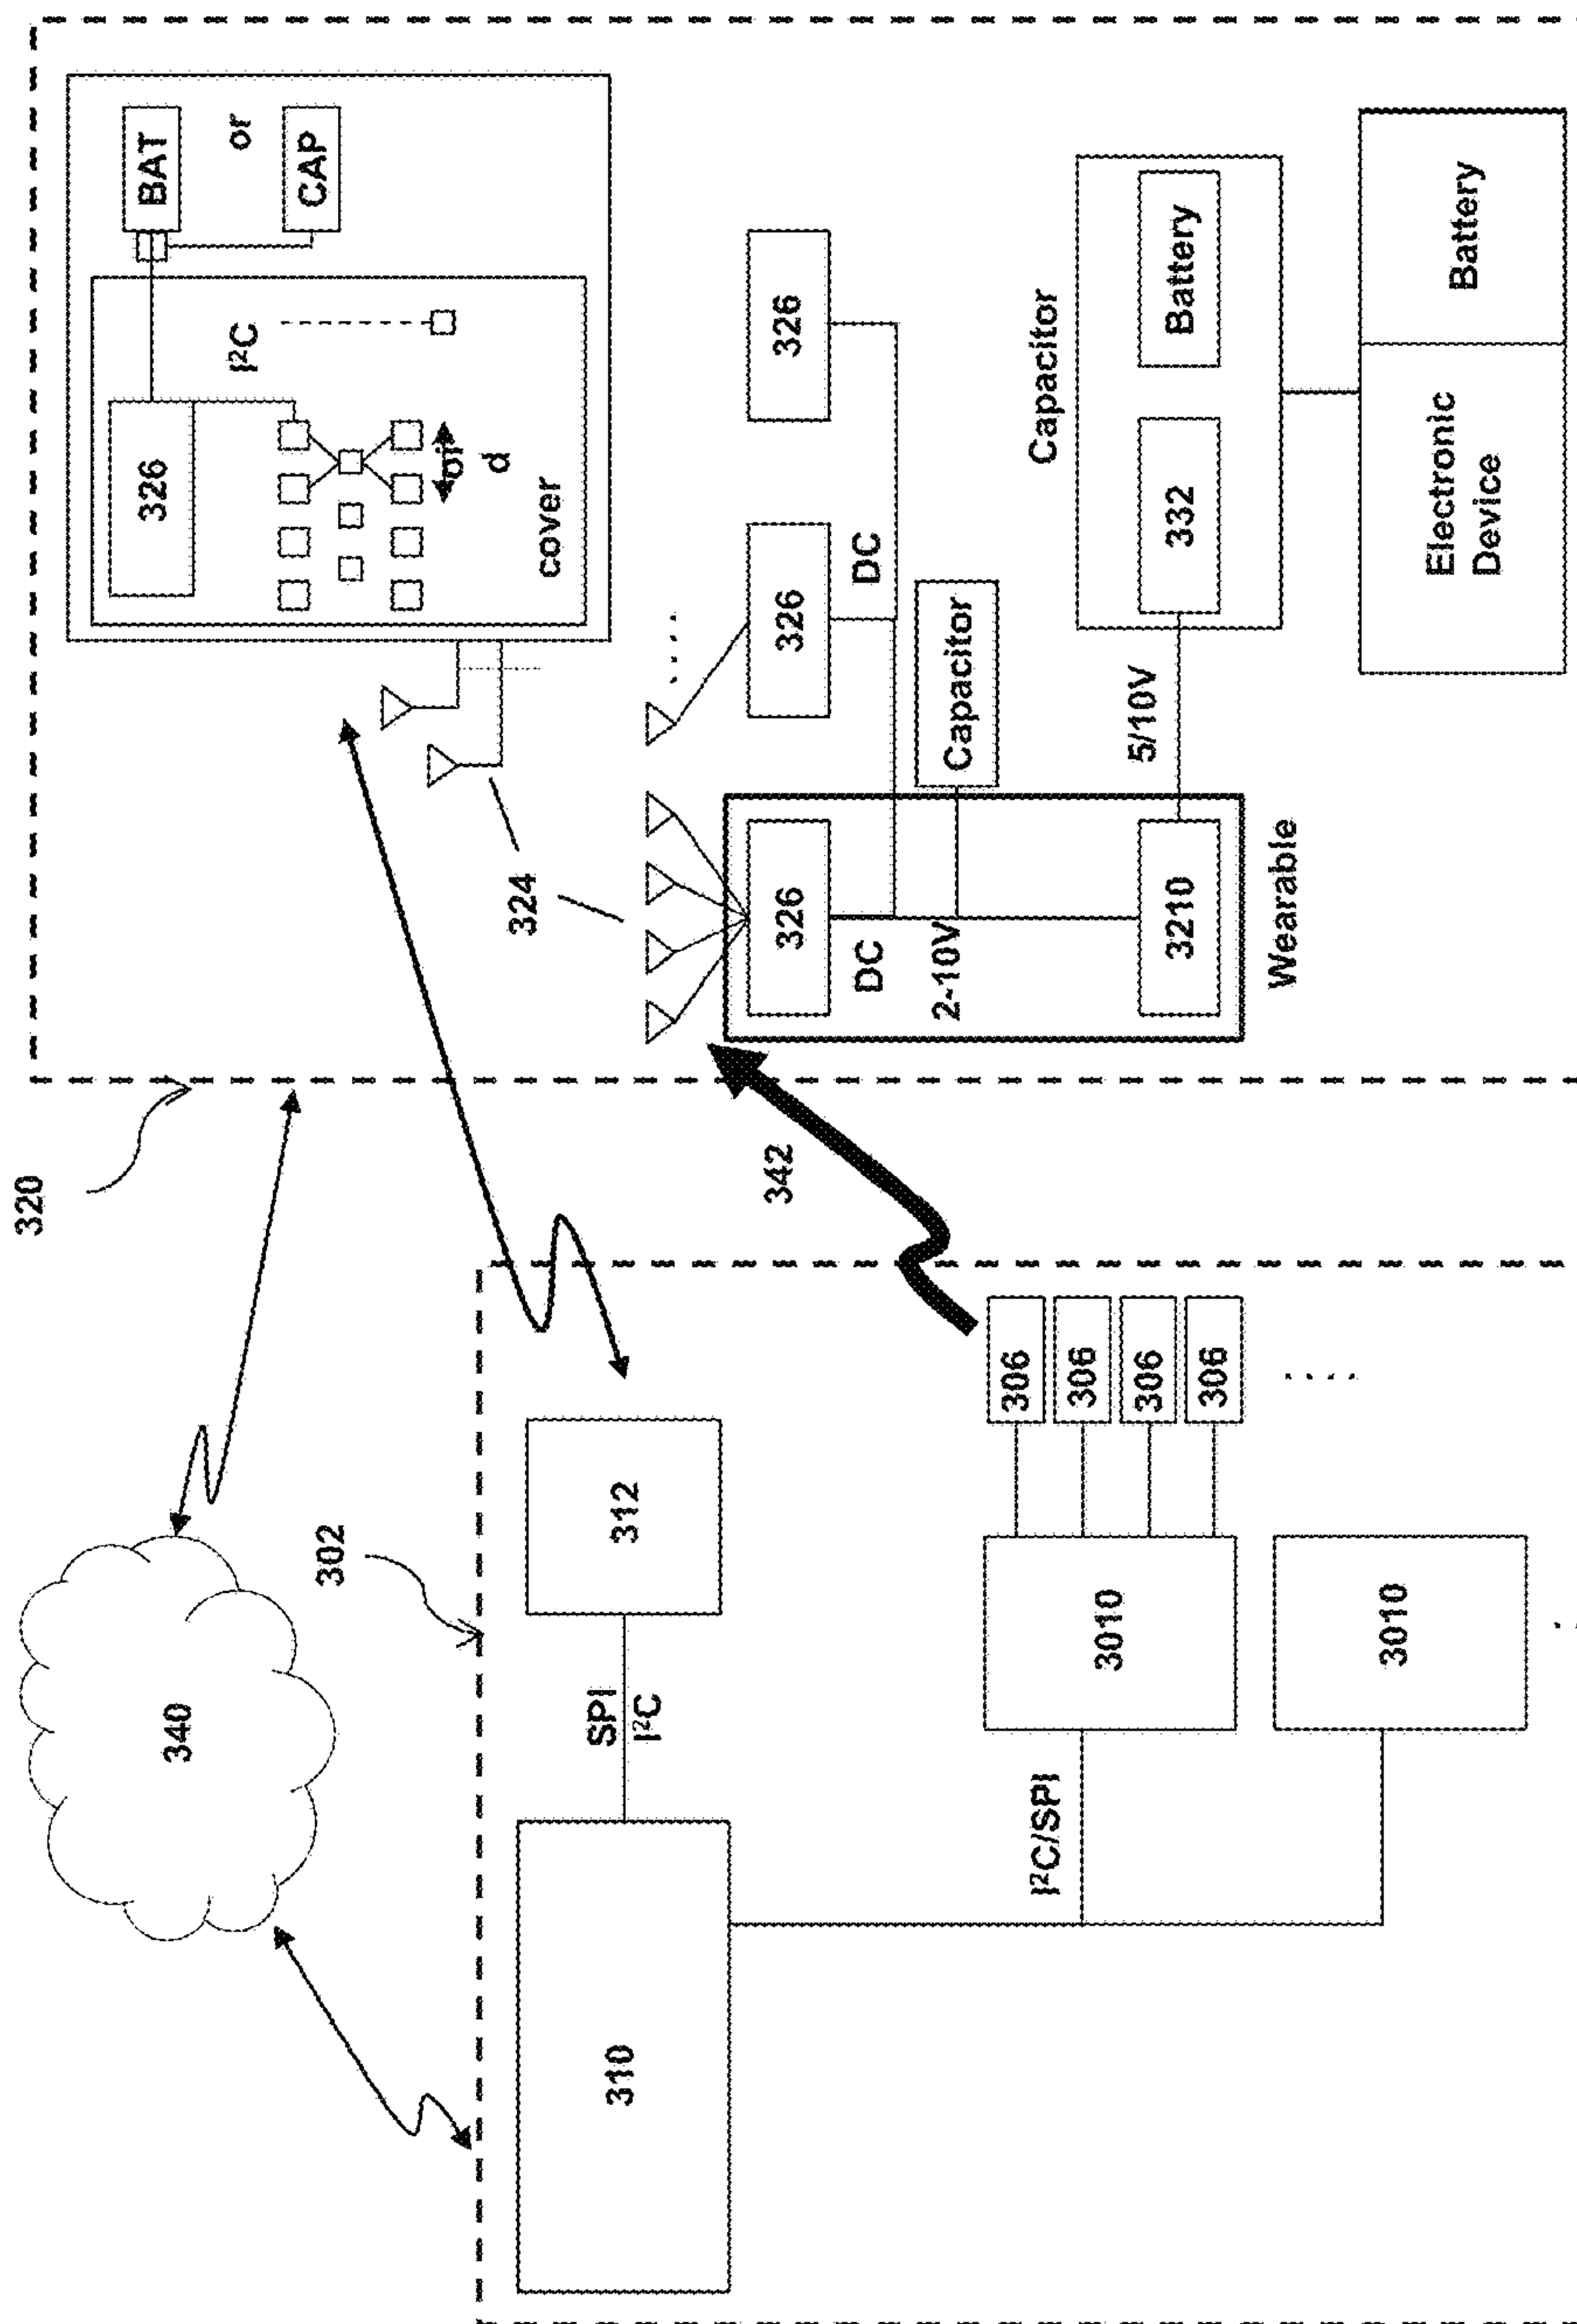 320
340
326
BAT
I²C
or
CAP
302
or
d
324
cover
SPI
I²C
310
312
342
326
326
326
DC
DC
2-10V
Capacitor
306
306
306
306
I²C/SPI
3010
3010
Capacitor
5/10V
3210
332
Battery
Wearable
Electronic
Device
Battery
....
....